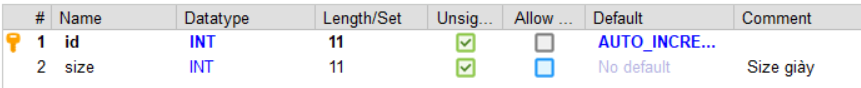 # Name Datatype Length/Set Unsig... Allow ... Default Comment
1 id INT 11 AUTO_INCRE...
2 size INT 11 No default Size giày